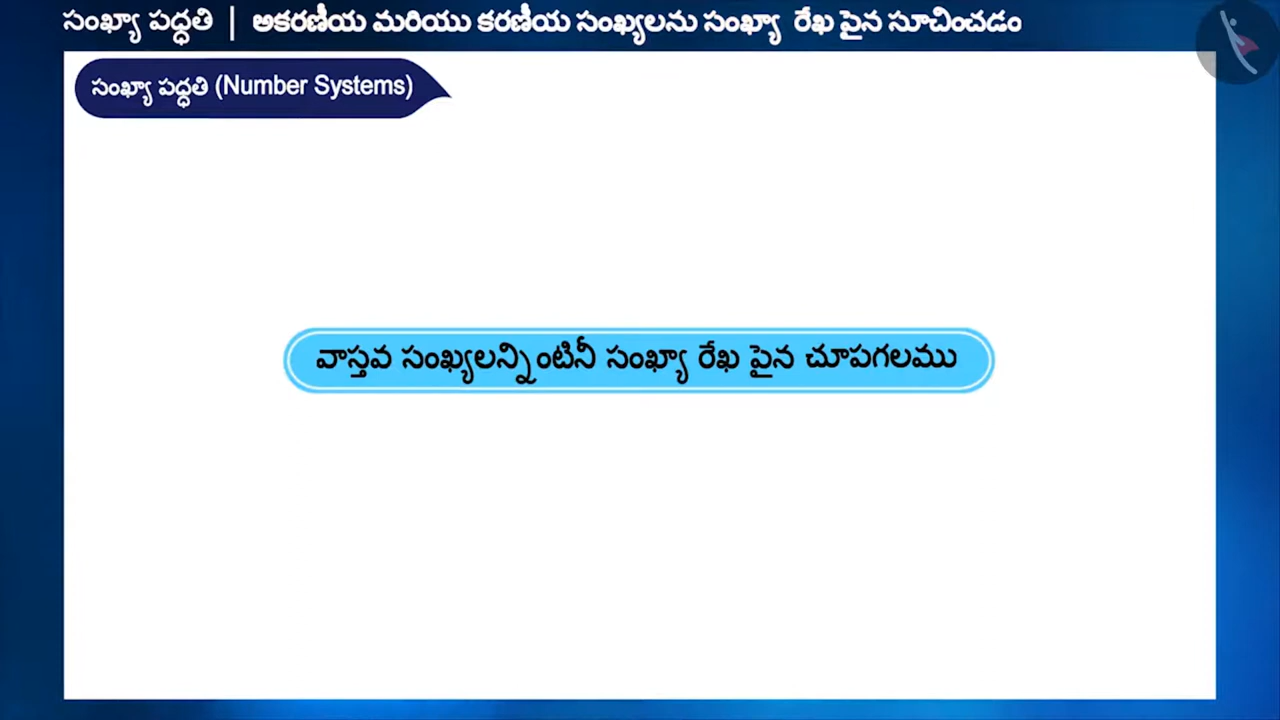 సంఖ్యా పద్ధతి | అకరణీయ మరియు కరణీయ సంఖ్యలను సంఖ్యా రేఖ పైన సూచించడం
సంఖ్యా పద్ధతి (Number Systems)
వాస్తవ సంఖ్యలన్నింటినీ సంఖ్యా రేఖ పైన చూపగలము